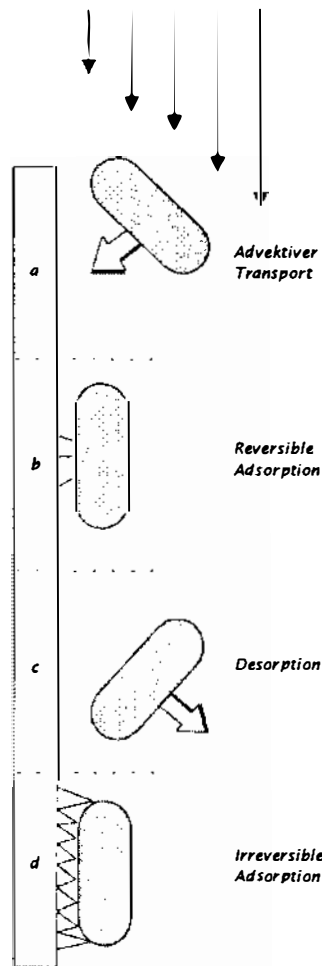 a
Advektiver
Transport
b
Reversible
Adsorption
c
Desorption
d
Irreversible
Adsorption